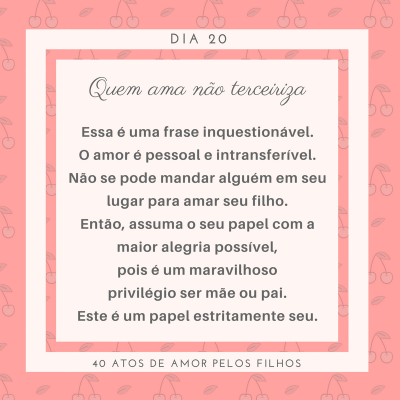 DIA 20
Quem ama não terceiriza
Essa é uma frase inquestionável.
O amor é pessoal e intransferível.
Não se pode mandar alguém em seu
lugar para amar seu filho.
Então, assuma o seu papel com a
maior alegria possível,
pois é um maravilhoso
privilégio ser mãe ou pai.
Este é um papel estritamente seu.
40 ATOS DE AMOR PELOS FILHOS